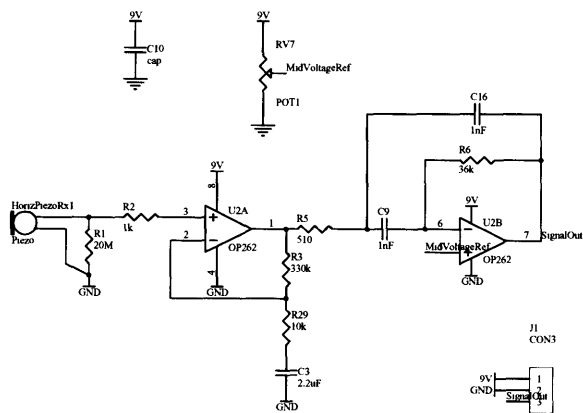 9V
C10
cap
9V
RV7
MidVoltageRef
POT1
C16
1nF
R6
36k
9V
8
HorizPiezoRx1
Piezo
R2
1k
R1
20M
GND
3
2
U2A
1
OP262
4
GND
R5
510
C9
1nF
9V
6
U2B
7
SignalOut
MidVoltageRef
OP262
GND
R3
330k
R29
10k
C3
2.2uF
GND
J1
CON3
9V
1
GND
2
SignalOut
3